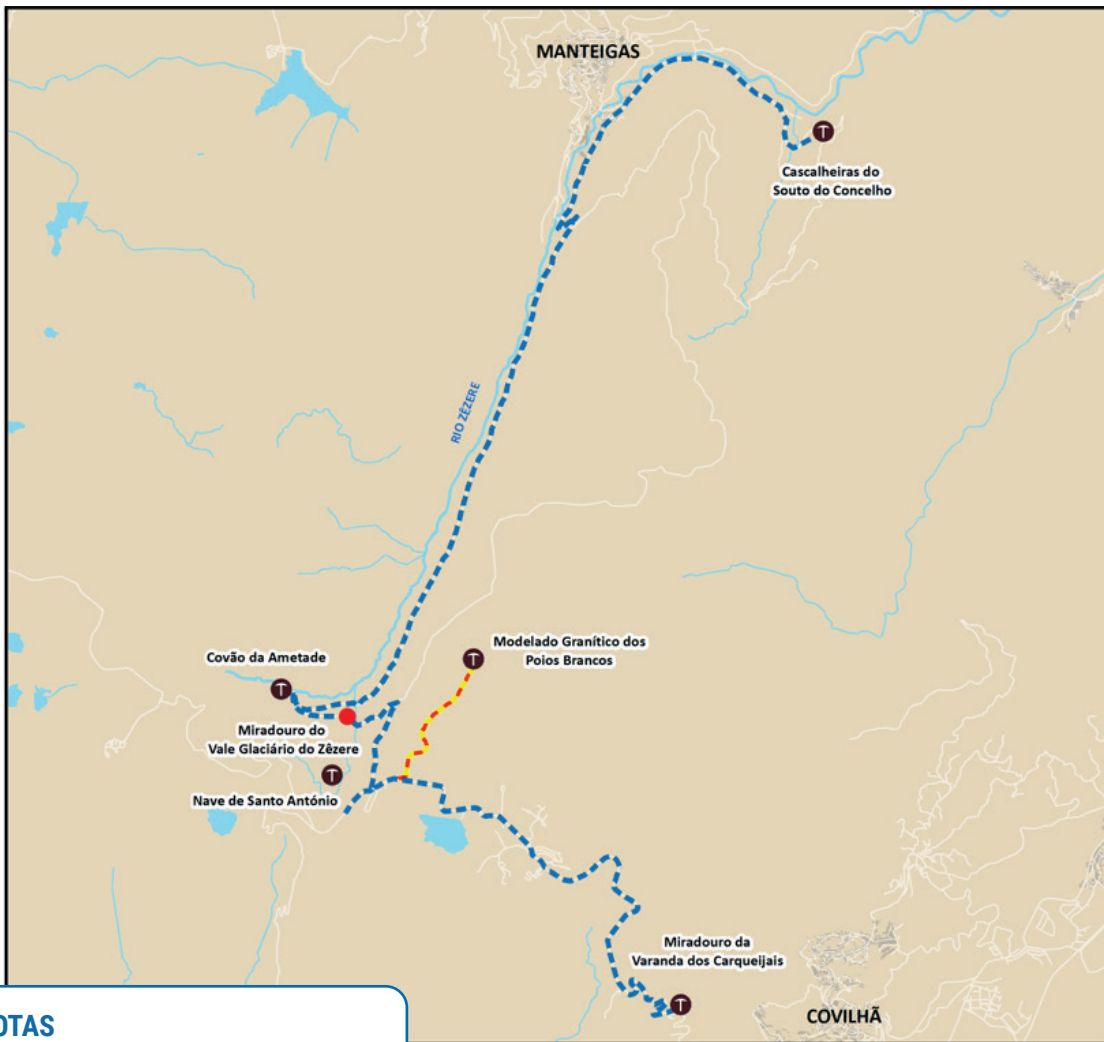 MANTEIGAS
Cascalheiras do
Souto do Concelho
RIO ZÊZERE
Modelado Granítico dos
Poios Brancos
Covão da Ametade
Miradouro do
Vale Glaciário do Zêzere
Nave de Santo António
Miradouro da
Varanda dos Carqueijais
COVILHÃ
OTAS